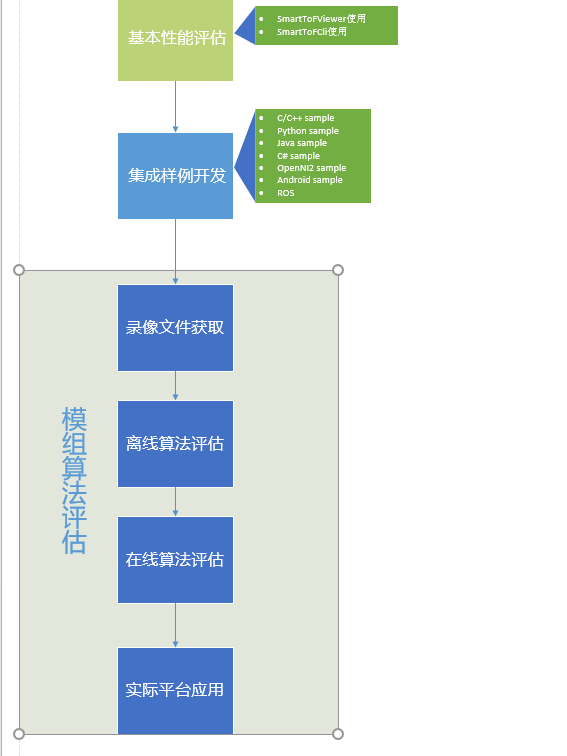 基本性能评估
SmartToFViewer使用
SmartToFCli使用
集成样例开发
C/C++ sample
Python sample
Java sample
C# sample
OpenNI2 sample
Android sample
ROS
模组算法评估
录像文件获取
离线算法评估
在线算法评估
实际平台应用